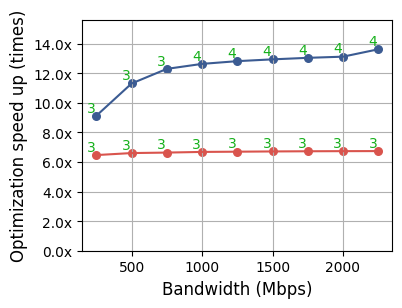 Optimization speed up (times)
14.0x
12.0x
10.0x
8.0x
6.0x
4.0x
2.0x
0.0x
3 3 3 4 4 4 4 4 4
3 3 3 3 3 3 3 3 3
500 1000 1500 2000
Bandwidth (Mbps)